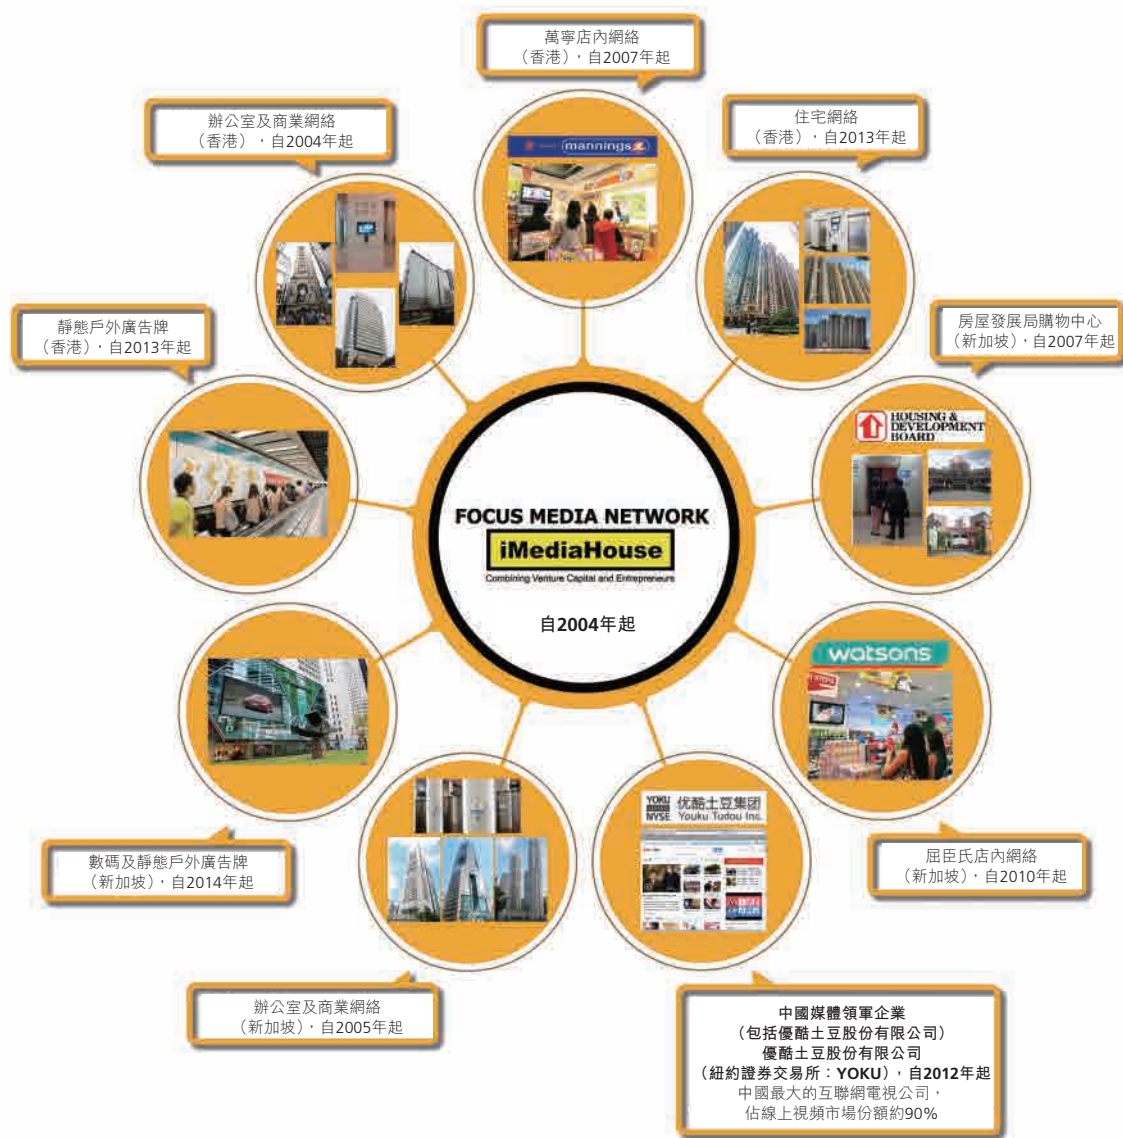 萬寧店內網絡
（香港），自2007年起
mannings
辦公室及商業網絡
（香港），自2004年起
住宅網絡
（香港），自2013年起
靜態戶外廣告牌
（香港），自2013年起
房屋發展局購物中心
（新加坡），自2007年起
HOUSING &
DEVELOPMENT
BOARD
FOCUS MEDIA NETWORK
iMediaHouse
Combining Venture Capital and Entrepreneurs
自2004年起
watsons
數碼及靜態戶外廣告牌
（新加坡），自2014年起
YOKU
NYSE
优酷土豆集团
Youku Tudou Inc.
屈臣氏店內網絡
（新加坡），自2010年起
辦公室及商業網絡
（新加坡），自2005年起
中國媒體領軍企業
（包括優酷土豆股份有限公司）
優酷土豆股份有限公司
（紐約證券交易所：YOKU），自2012年起
中國最大的互聯網電視公司，
佔線上視頻市場份額約90%